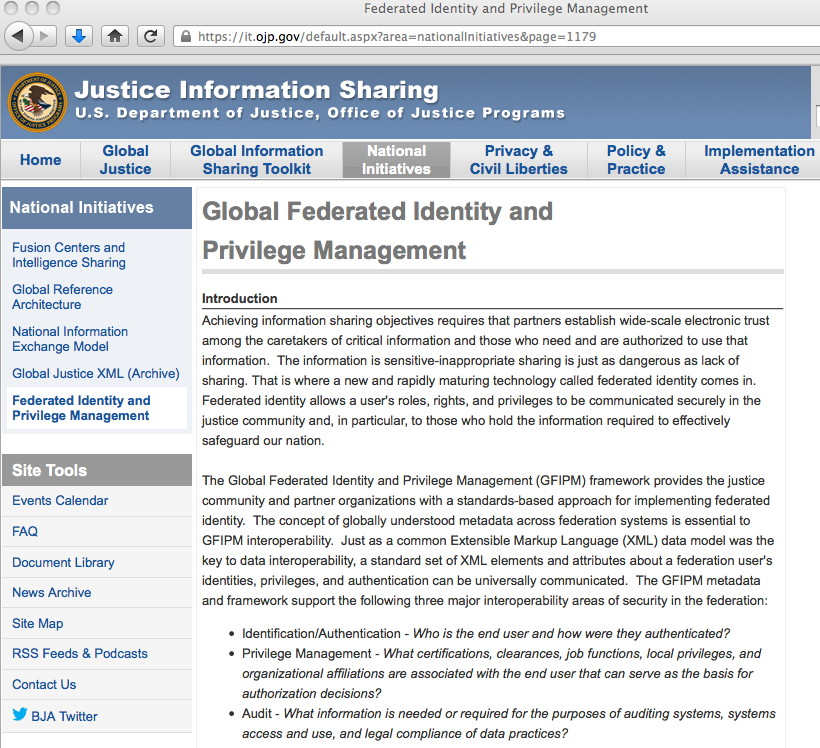 Federated Identity and Privilege Management
https://it.ojp.gov/default.aspx?area=nationalInitiatives&page=1179
Justice Information Sharing
U.S. Department of Justice, Office of Justice Programs
Home
Global
Justice
Global Information
Sharing Toolkit
National
Initiatives
Privacy &
Civil Liberties
Policy &
Practice
Implementation
Assistance
National Initiatives
Fusion Centers and
Intelligence Sharing
Global Reference
Architecture
National Information
Exchange Model
Global Justice XML (Archive)
Federated Identity and
Privilege Management
Site Tools
Events Calendar
FAQ
Document Library
News Archive
Site Map
RSS Feeds & Podcasts
Contact Us
BJA Twitter
Global Federated Identity and
Privilege Management
Introduction
Achieving information sharing objectives requires that partners establish wide-scale electronic trust
among the caretakers of critical information and those who need and are authorized to use that
information.  The information is sensitive-inappropriate sharing is just as dangerous as lack of
sharing. That is where a new and rapidly maturing technology called federated identity comes in.
Federated identity allows a user's roles, rights, and privileges to be communicated securely in the
justice community and, in particular, to those who hold the information required to effectively
safeguard our nation.
The Global Federated Identity and Privilege Management (GFIPM) framework provides the justice
community and partner organizations with a standards-based approach for implementing federated
identity.  The concept of globally understood metadata across federation systems is essential to
GFIPM interoperability.  Just as a common Extensible Markup Language (XML) data model was the
key to data interoperability, a standard set of XML elements and attributes about a federation user's
identities, privileges, and authentication can be universally communicated.  The GFIPM metadata
and framework support the following three major interoperability areas of security in the federation:
• Identification/Authentication - Who is the end user and how were they authenticated?
• Privilege Management - What certifications, clearances, job functions, local privileges, and
organizational affiliations are associated with the end user that can serve as the basis for
authorization decisions?
• Audit - What information is needed or required for the purposes of auditing systems, systems
access and use, and legal compliance of data practices?